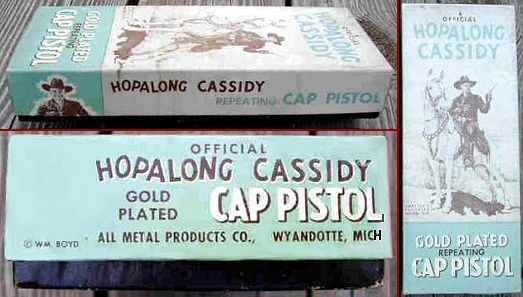 GOLD PLATED
REPEATING
CAP PISTOL
HOPALONG
CASSIDY
HOPALONG CASSIDY
REPEATING CAP PISTOL
OFFICIAL
HOPALONG CASSIDY
GOLD
PLATED
CAP PISTOL
© WM. BOYD
ALL METAL PRODUCTS CO., WYANDOTTE, MICH
OFFICIAL
HOPALONG
CASSIDY
GOLD PLATED
REPEATING
CAP PISTOL